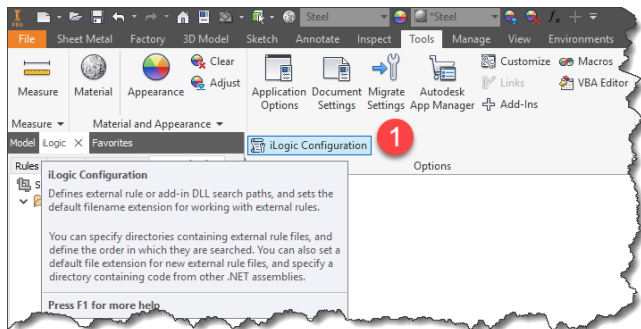 PRO
Steel
*Steel
fx
File Sheet Metal Factory 3D Model Sketch Annotate Inspect Tools Manage View Environments
Clear
Adjust
Measure Material Appearance
Application Options
Document Settings
Migrate Settings
Autodesk App Manager
Customize
Links
Add-Ins
Macros
VBA Editor
Measure Material and Appearance
Model iLogic Favorites
iLogic Configuration
1
Options
Rules
iLogic Configuration
Defines external rule or add-in DLL search paths, and sets the
default filename extension for working with external rules.
You can specify directories containing external rule files, and
define the order in which they are searched. You can also set a
default file extension for new external rule files, and specify a
directory containing code from other .NET assemblies.
Press F1 for more help